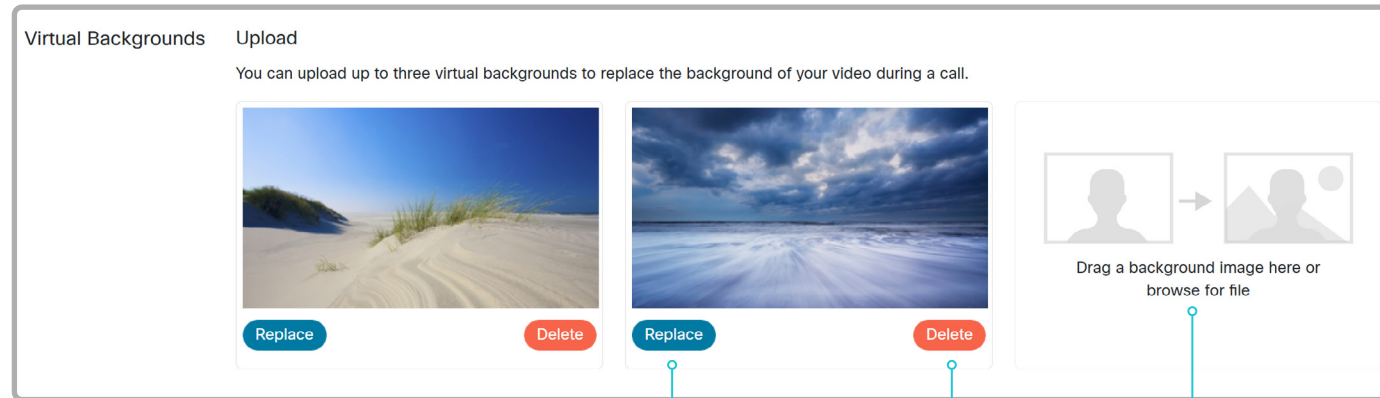 Virtual Backgrounds
Upload
You can upload up to three virtual backgrounds to replace the background of your video during a call.
Replace
Delete
Replace
Delete
Drag a background image here or
browse for file